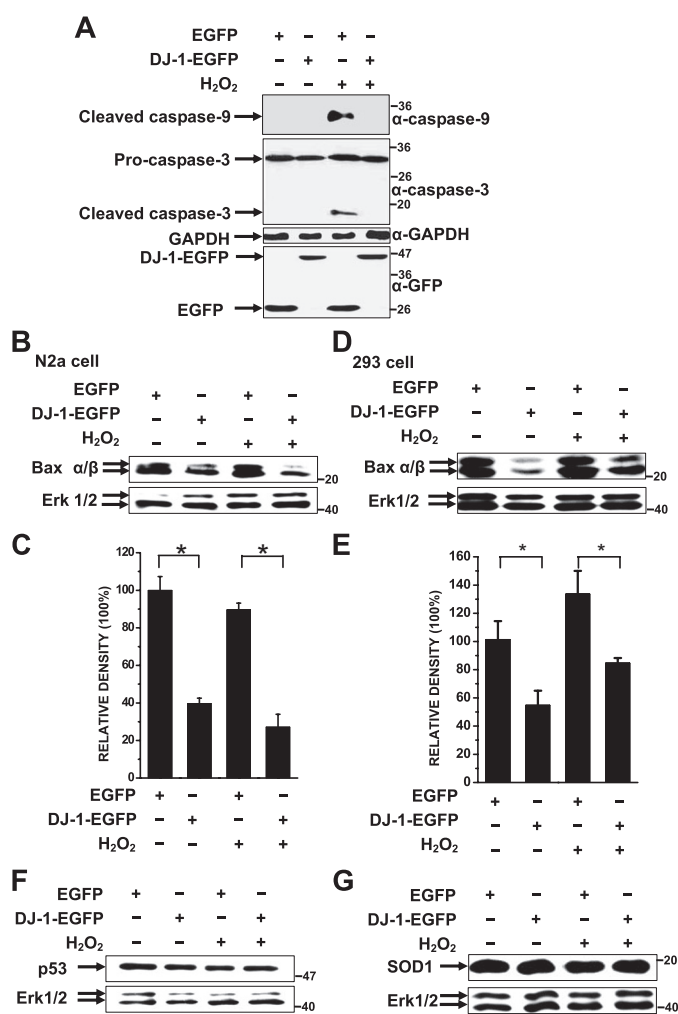 A
EGFP + – + –
DJ-1-EGFP – + – +
H₂O₂ – – + +
Cleaved caspase-9 36 α-caspase-9
Pro-caspase-3 36
26
α-caspase-3
Cleaved caspase-3 20
GAPDH α-GAPDH
DJ-1-EGFP 47
36
α-GFP
EGFP 26
B
N2a cell
EGFP + – + –
DJ-1-EGFP – + – +
H₂O₂ – – + +
Bax α/β 20
Erk 1/2 40
D
293 cell
EGFP + – + –
DJ-1-EGFP – + – +
H₂O₂ – – + +
Bax α/β 20
Erk1/2 40
C
RELATIVE DENSITY (100%)
120
100
80
60
40
20
0
* *
EGFP + – + –
DJ-1-EGFP – + – +
H₂O₂ – – + +
E
RELATIVE DENSITY (100%)
160
140
120
100
80
60
40
20
0
* *
EGFP + – + –
DJ-1-EGFP – + – +
H₂O₂ – – + +
F
EGFP + – + –
DJ-1-EGFP – + – +
H₂O₂ – – + +
p53 47
Erk1/2 40
G
EGFP + – + –
DJ-1-EGFP – + – +
H₂O₂ – – + +
SOD1 20
Erk1/2 40